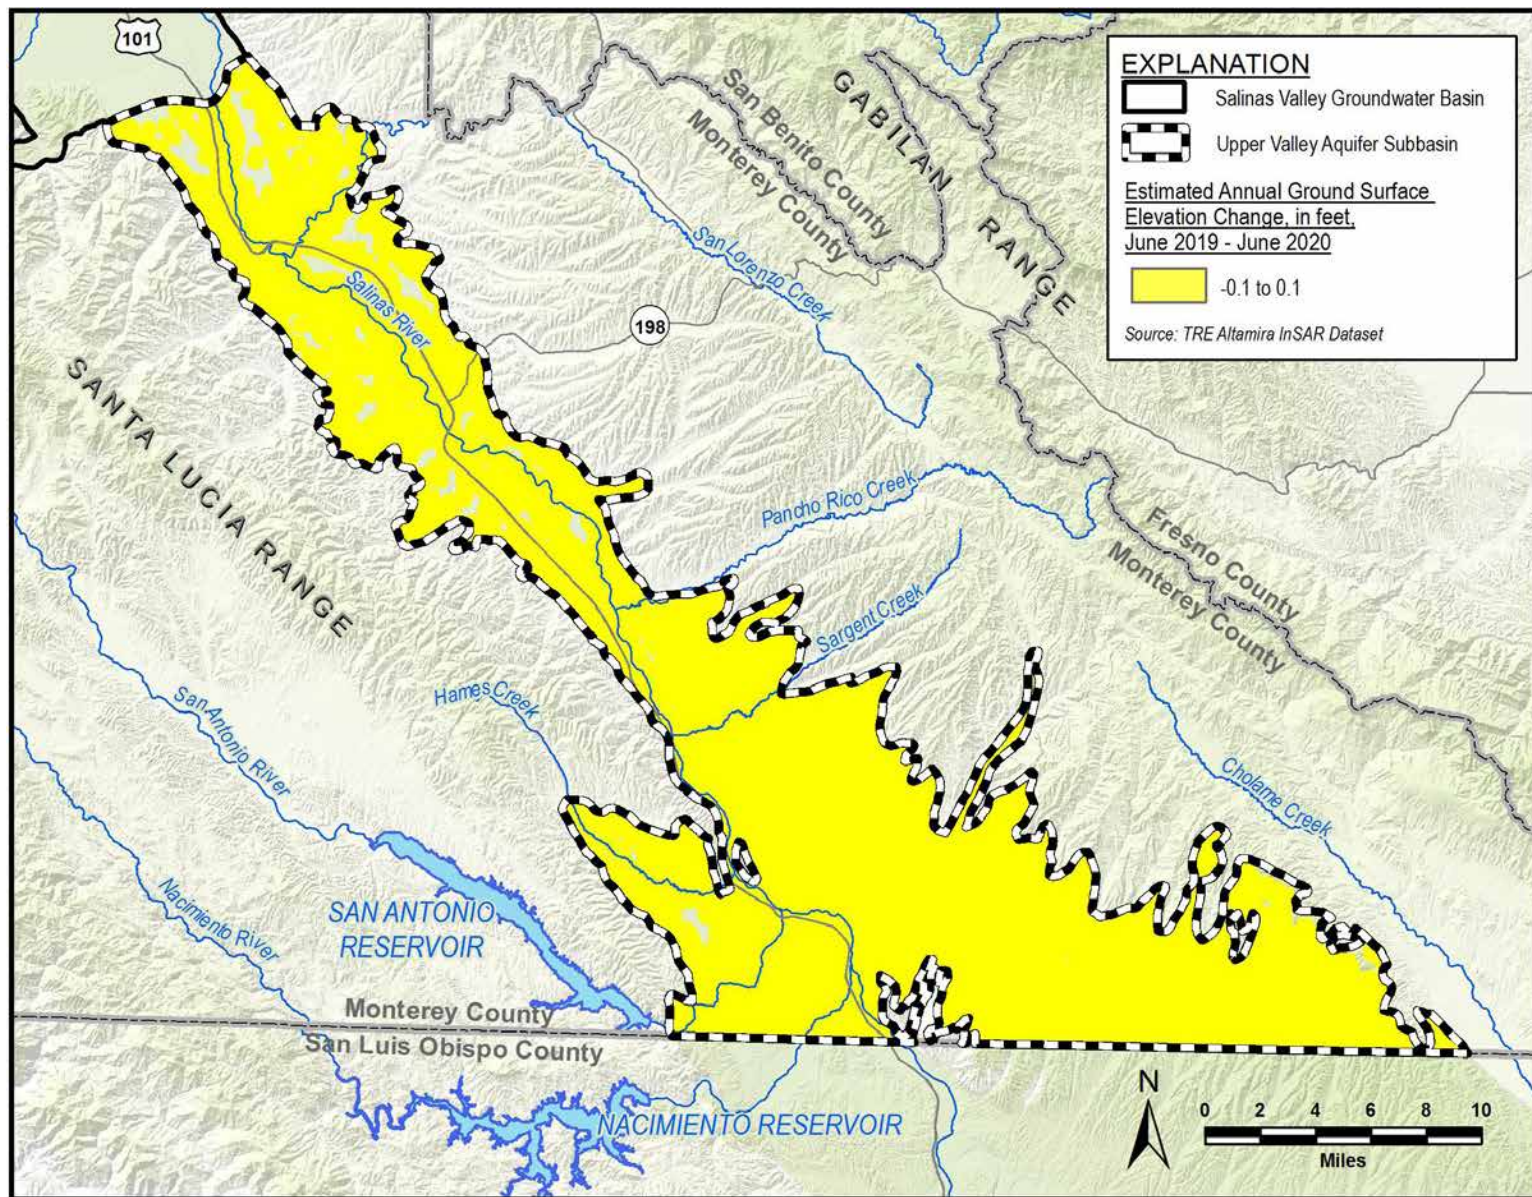 101
San Benito County
Monterey County
GABILAN
RANGE
EXPLANATION
Salinas Valley Groundwater Basin
Upper Valley Aquifer Subbasin
Estimated Annual Ground Surface
Elevation Change, in feet,
June 2019 - June 2020
-0.1 to 0.1
Source: TRE Altamira InSAR Dataset
San Lorenzo Creek
Salinas River
198
SANTA LUCIA RANGE
Pancho Rico Creek
Fresno County
Monterey County
Sargent Creek
Hames Creek
San Antonio River
Cholame Creek
Nacimiento River
SAN ANTONIO
RESERVOIR
Monterey County
San Luis Obispo County
NACIMIENTO RESERVOIR
N
0 2 4 6 8 10
Miles